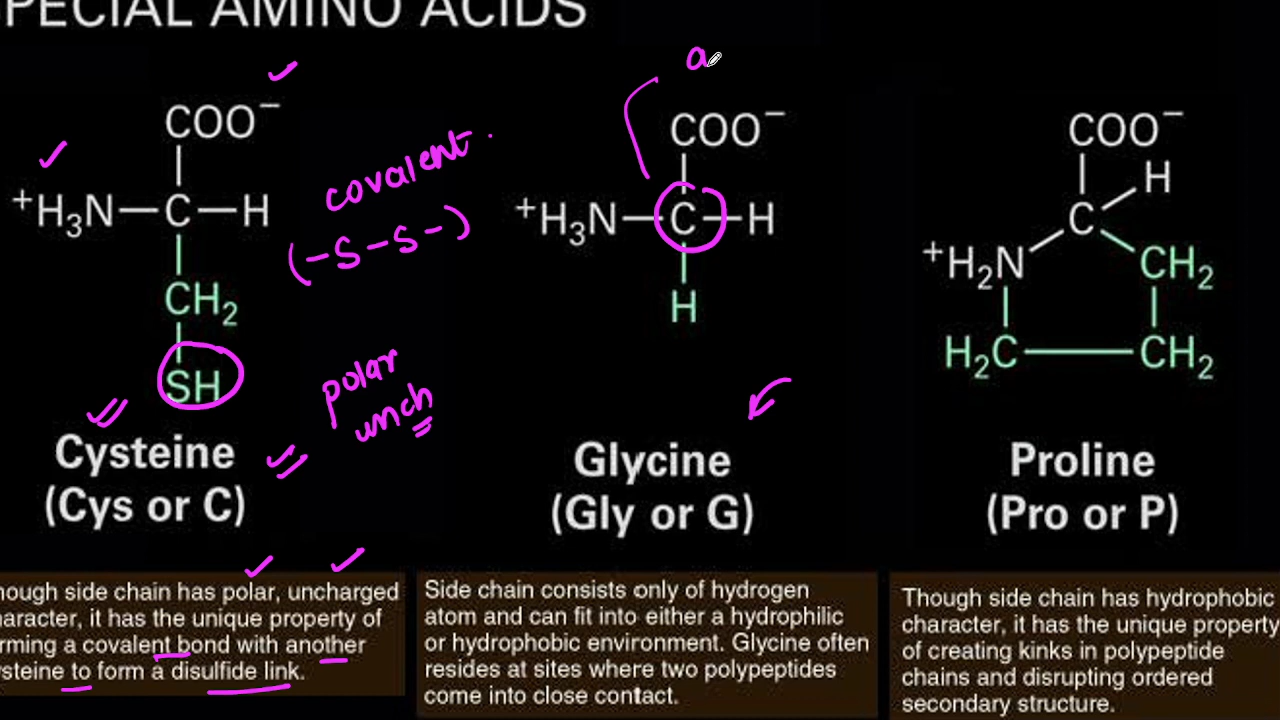 PECIAL AMINO ACIDS
COO⁻
⁺H₃N—C—H
CH₂
SH
Cysteine
(Cys or C)
covalent
(-S-S-)
polar
unch
a
COO⁻
⁺H₃N—C—H
H
Glycine
(Gly or G)
COO⁻
H
C
⁺H₂N
CH₂
H₂C
CH₂
Proline
(Pro or P)
hough side chain has polar, uncharged
haracter, it has the unique property of
rming a covalent bond with another
steine to form a disulfide link.
Side chain consists only of hydrogen
atom and can fit into either a hydrophilic
or hydrophobic environment. Glycine often
resides at sites where two polypeptides
come into close contact.
Though side chain has hydrophobic
character, it has the unique property
of creating kinks in polypeptide
chains and disrupting ordered
secondary structure.